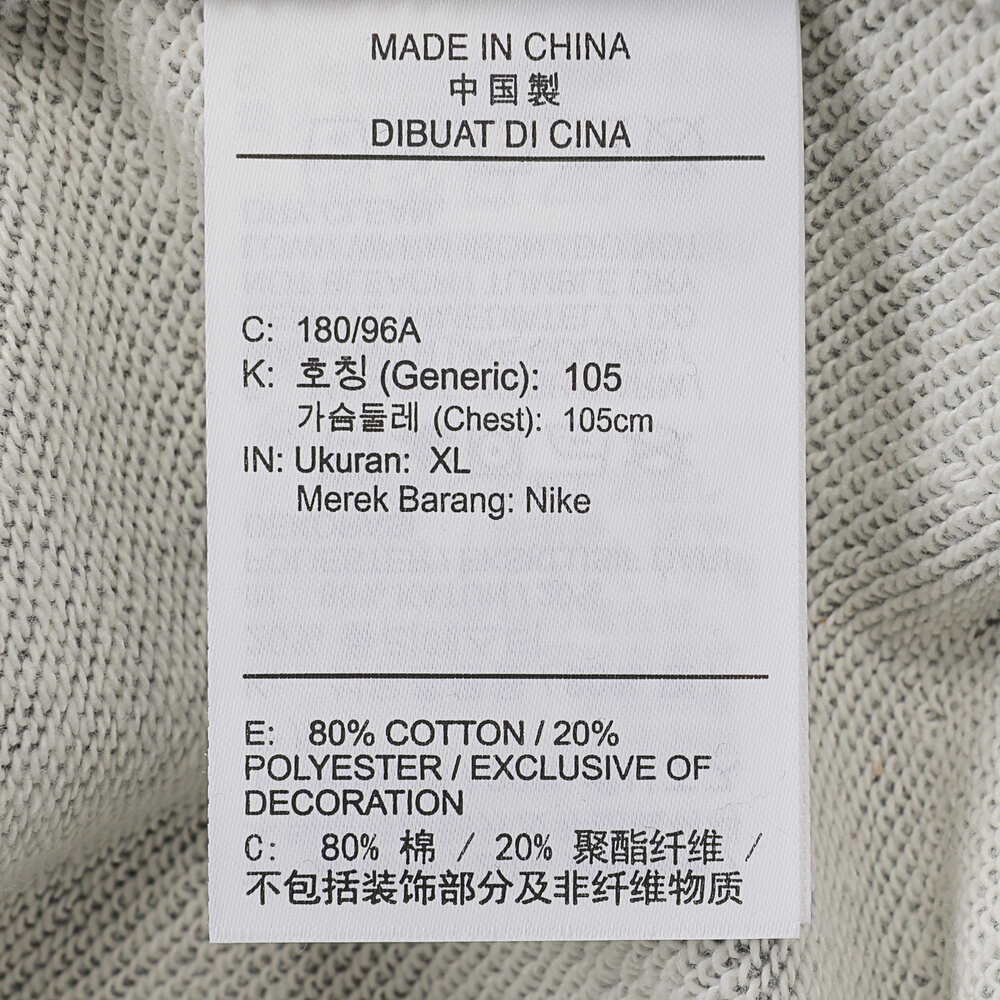 MADE IN CHINA
中国製
DIBUAT DI CINA
C: 180/96A
K: 호칭 (Generic): 105
가슴둘레 (Chest): 105cm
IN: Ukuran: XL
Merek Barang: Nike
E: 80% COTTON / 20%
POLYESTER / EXCLUSIVE OF
DECORATION
C: 80% 棉 / 20% 聚酯纤维 /
不包括装饰部分及非纤维物质